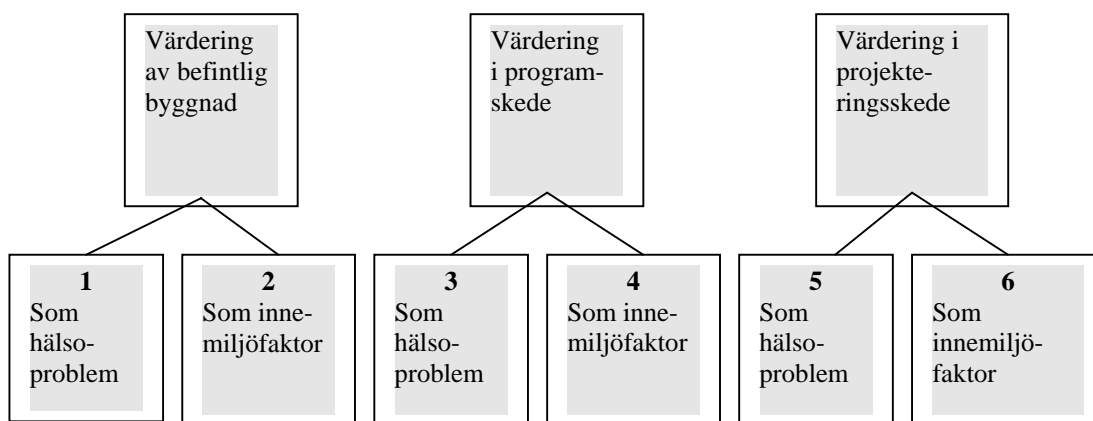 Värdering
av befintlig
byggnad
Värdering
i program-
skede
Värdering i
projekte-
ringsskede
1
Som
hälso-
problem
2
Som inne-
miljöfaktor
3
Som
hälso-
problem
4
Som inne-
miljöfaktor
5
Som
hälso-
problem
6
Som
innemiljö-
faktor